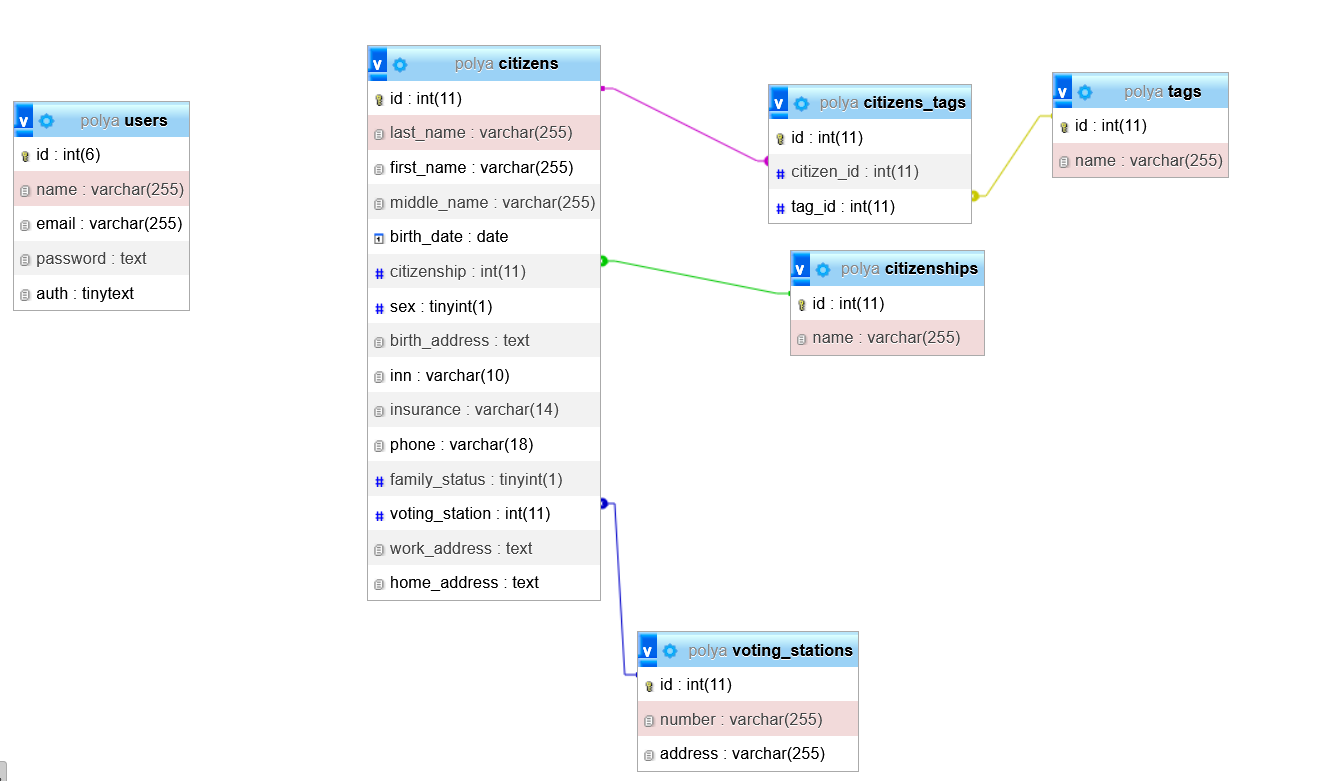 polya users
id : int(6)
name : varchar(255)
email : varchar(255)
password : text
auth : tinytext
polya citizens
id : int(11)
last_name : varchar(255)
first_name : varchar(255)
middle_name : varchar(255)
birth_date : date
citizenship : int(11)
sex : tinyint(1)
birth_address : text
inn : varchar(10)
insurance : varchar(14)
phone : varchar(18)
family_status : tinyint(1)
voting_station : int(11)
work_address : text
home_address : text
polya citizens_tags
id : int(11)
citizen_id : int(11)
tag_id : int(11)
polya tags
id : int(11)
name : varchar(255)
polya citizenships
id : int(11)
name : varchar(255)
polya voting_stations
id : int(11)
number : varchar(255)
address : varchar(255)